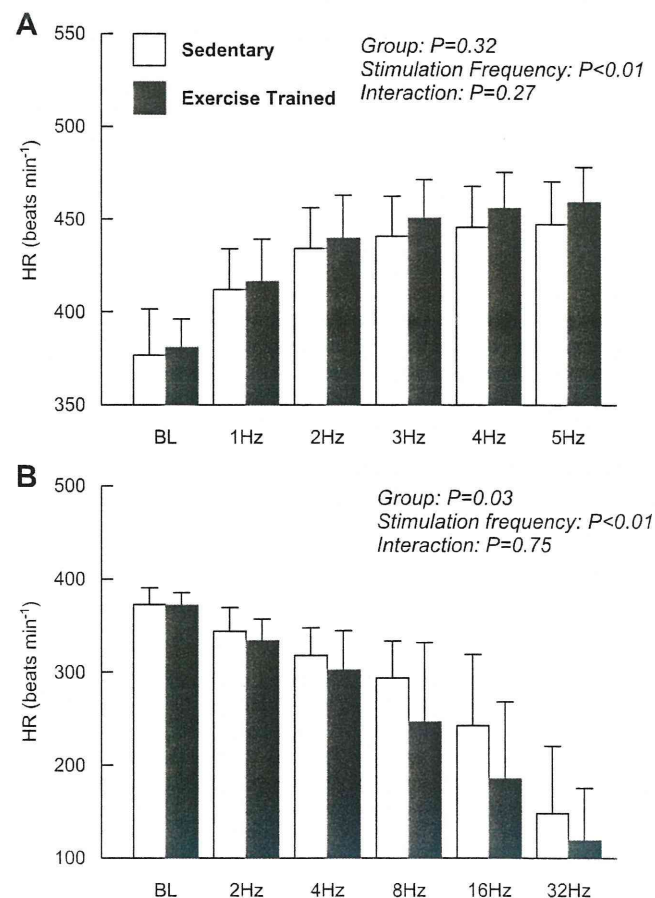 A
550
500
450
400
350
HR (beats min⁻¹)
Sedentary
Exercise Trained
Group: P=0.32
Stimulation Frequency: P<0.01
Interaction: P=0.27
BL 1Hz 2Hz 3Hz 4Hz 5Hz
B
500
400
300
200
100
HR (beats min⁻¹)
Group: P=0.03
Stimulation frequency: P<0.01
Interaction: P=0.75
BL 2Hz 4Hz 8Hz 16Hz 32Hz